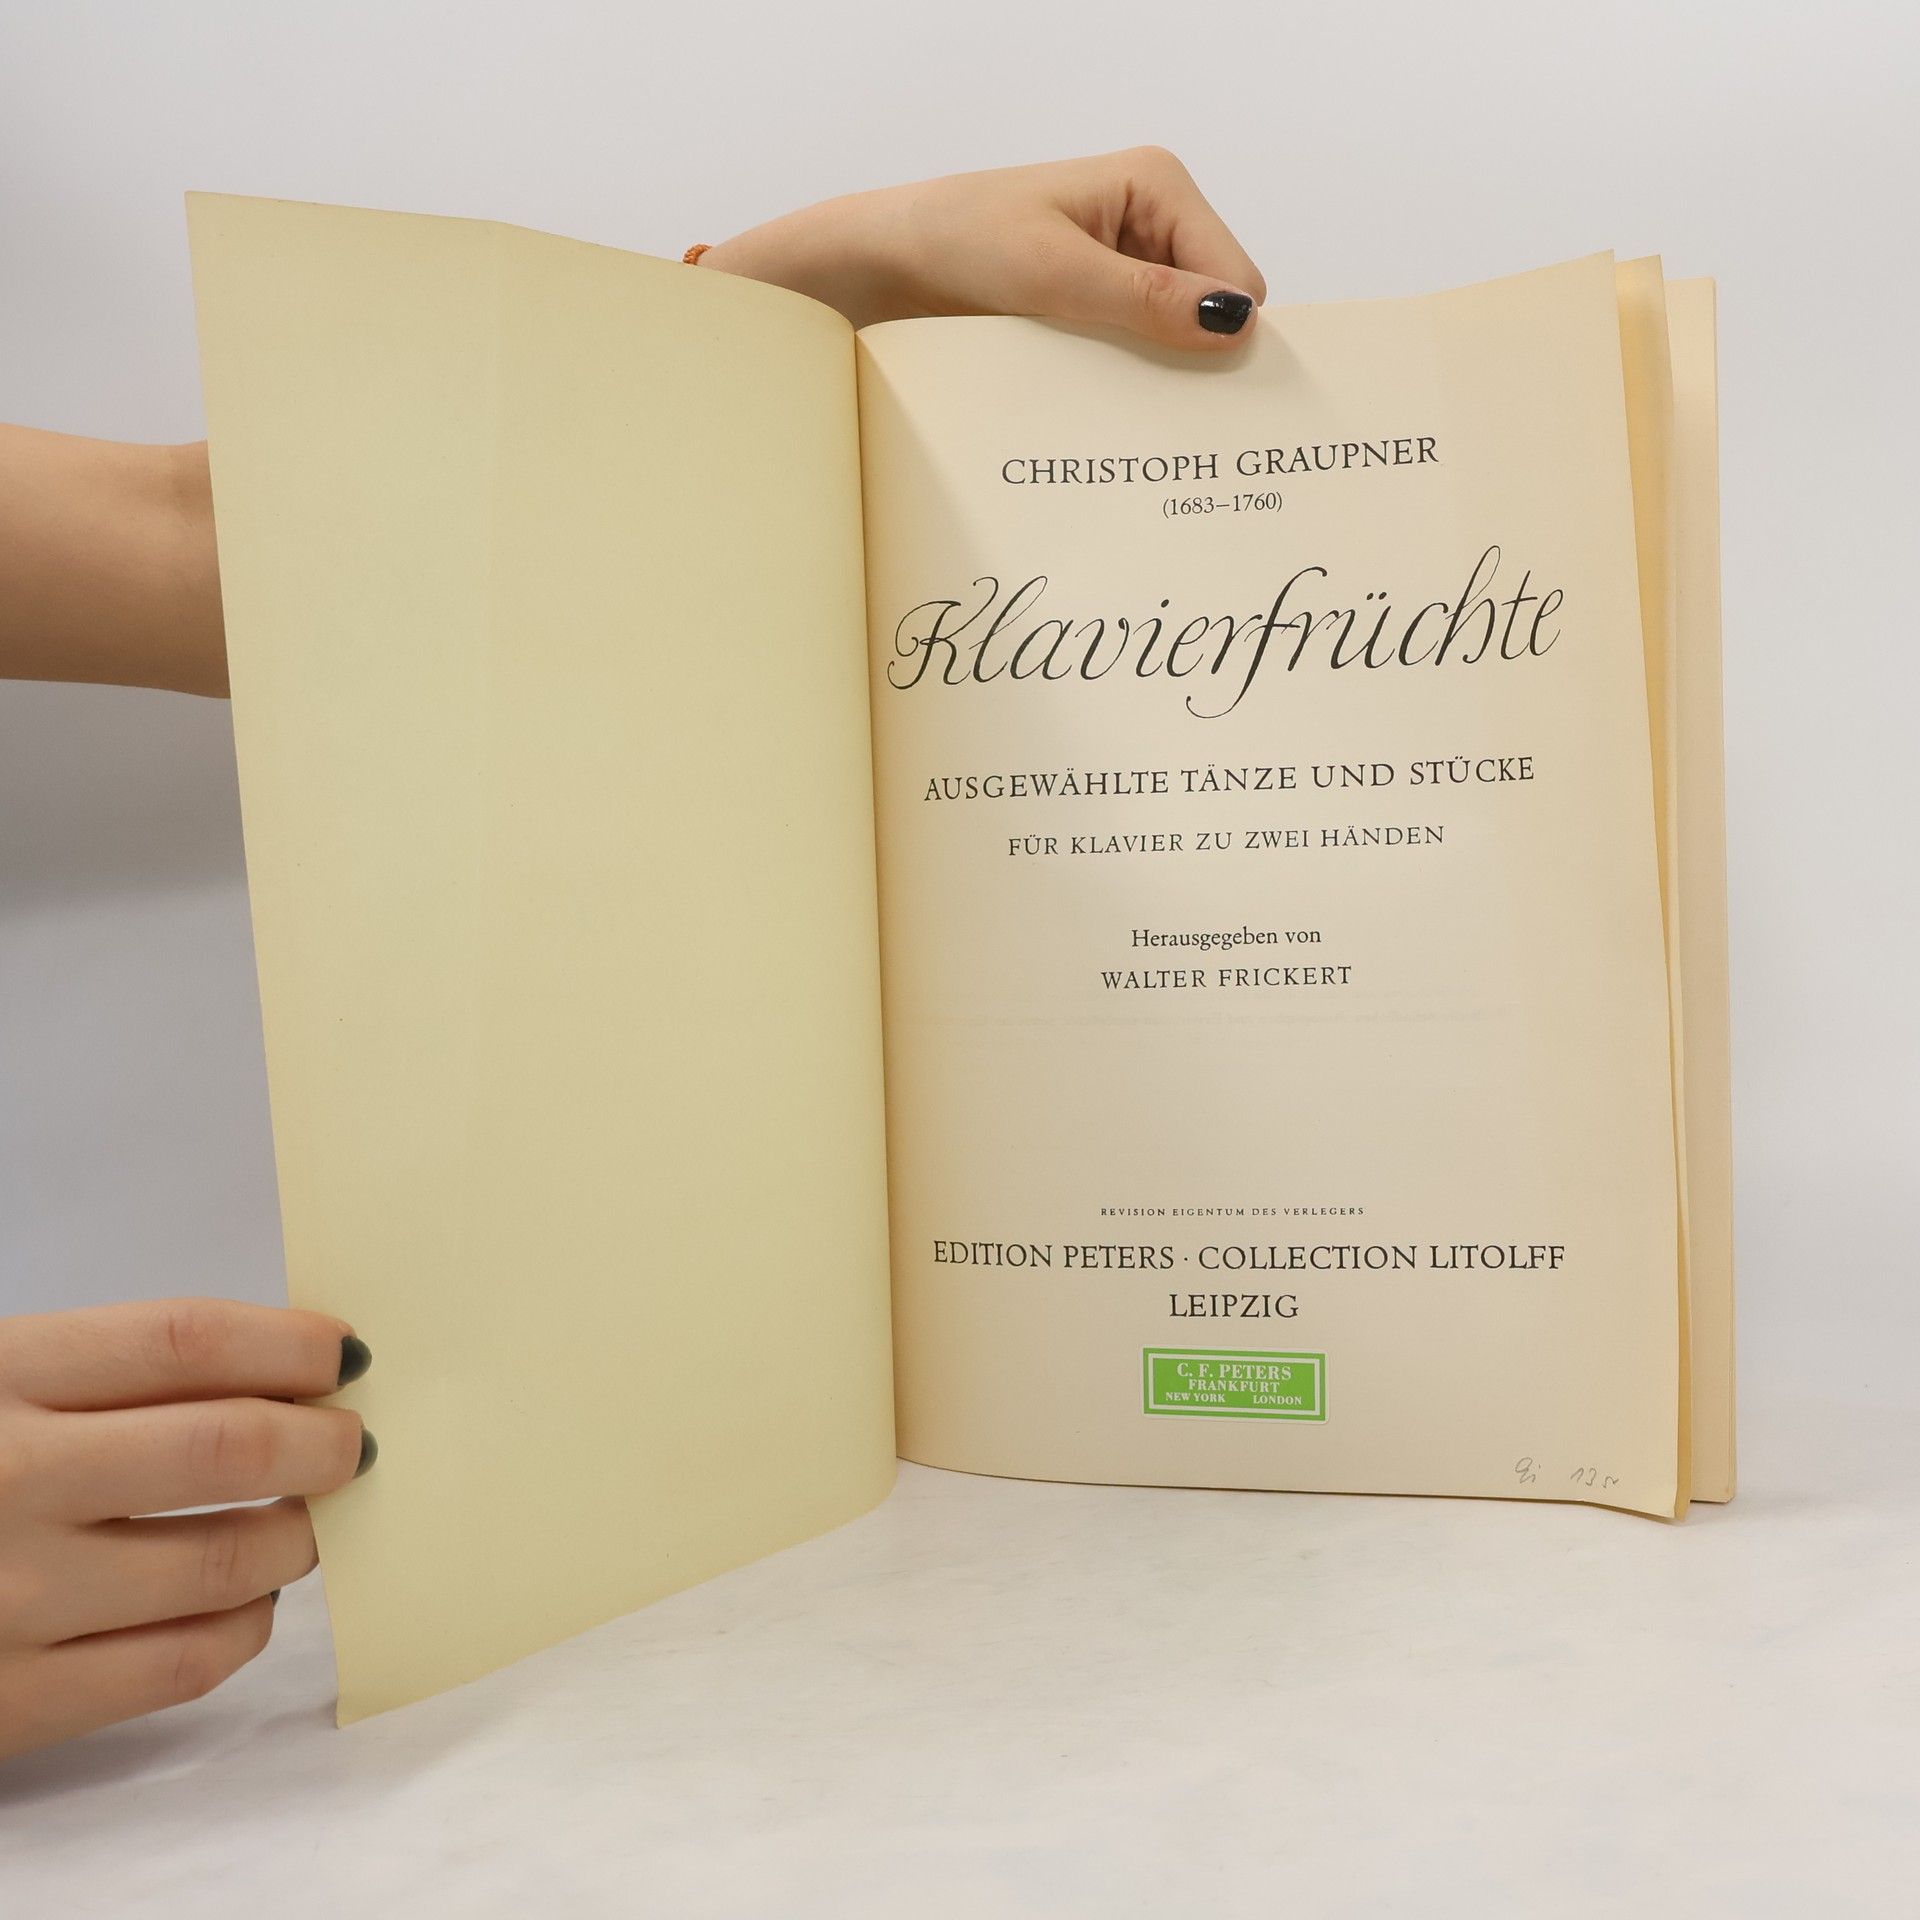 CHRISTOPH GRAUPNER
(1683–1760)
Klavierfrüchte
AUSGEWÄHLTE TÄNZE UND STÜCKE
FÜR KLAVIER ZU ZWEI HÄNDEN
Herausgegeben von
WALTER FRICKERT
REVISION EIGENTUM DES VERLEGERS
EDITION PETERS · COLLECTION LITOLFF
LEIPZIG
C. F. PETERS
FRANKFURT
NEW YORK LONDON